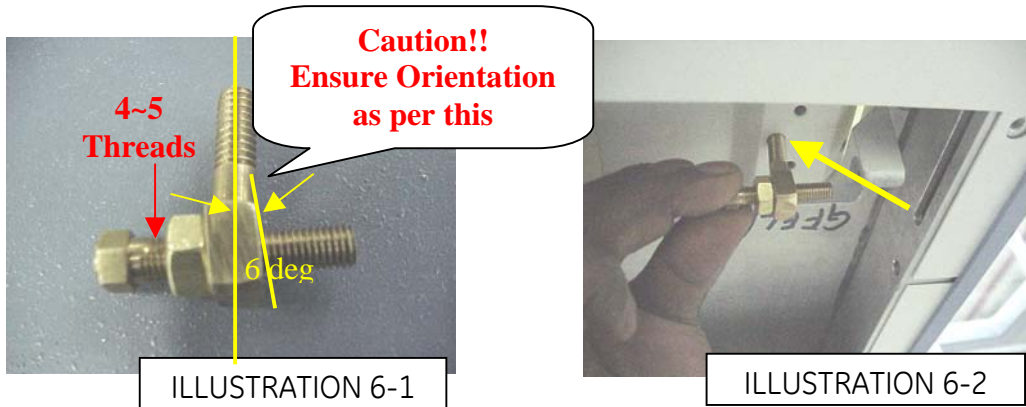 Caution!!
Ensure Orientation
as per this
4~5
Threads
6 deg
ILLUSTRATION 6-1
ILLUSTRATION 6-2